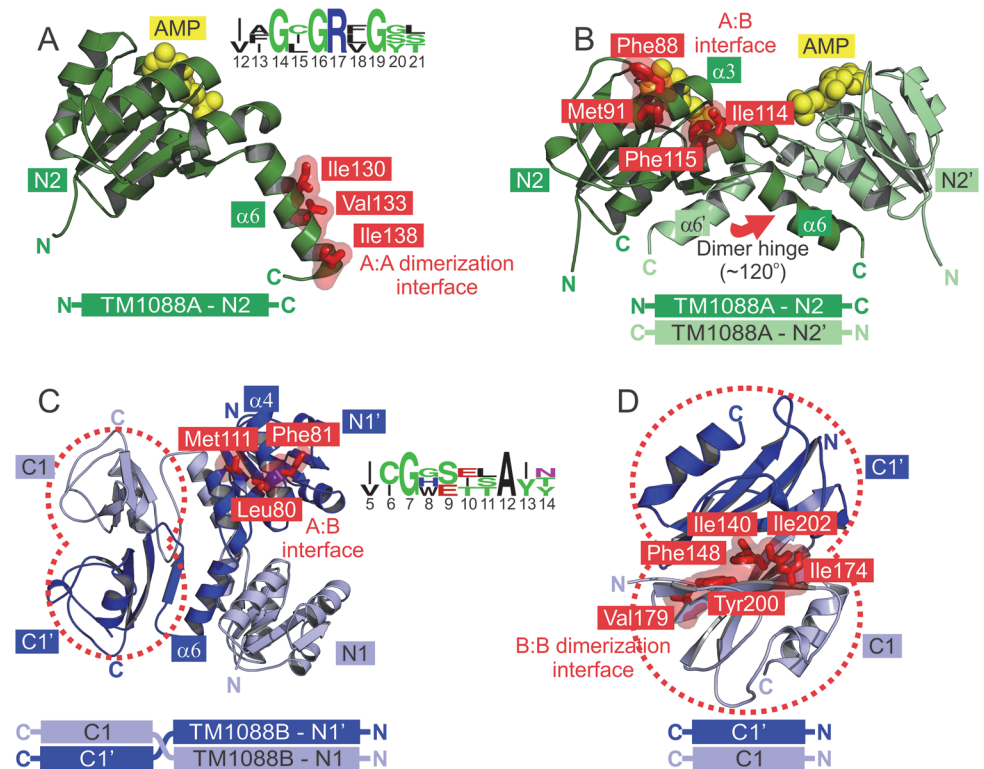 A
AMP
12 13 14 15 16 17 18 19 20 21
Ile130
Val133
Ile138
N2
α6
N
C
A:A dimerization
interface
N TM1088A - N2 C
B
A:B
interface
Phe88
AMP
α3
Met91
Ile114
Phe115
N2
N2’
α6’
α6
Dimer hinge
(~120°)
C
C
C
N
N
N TM1088A - N2 C
C TM1088A - N2’ N
C
C
N
α4
N1’
Met111
Phe81
C1
Leu80
A:B
interface
5 6 7 8 9 10 11 12 13 14
C1’
α6
N1
C
N
C C1 TM1088B - N1’ N
C C1’ TM1088B - N1 N
D
C
N
C1’
Ile140
Ile202
Phe148
Ile174
N
Val179
Tyr200
B:B dimerization
interface
C1
C
C C1’ N
C C1 N